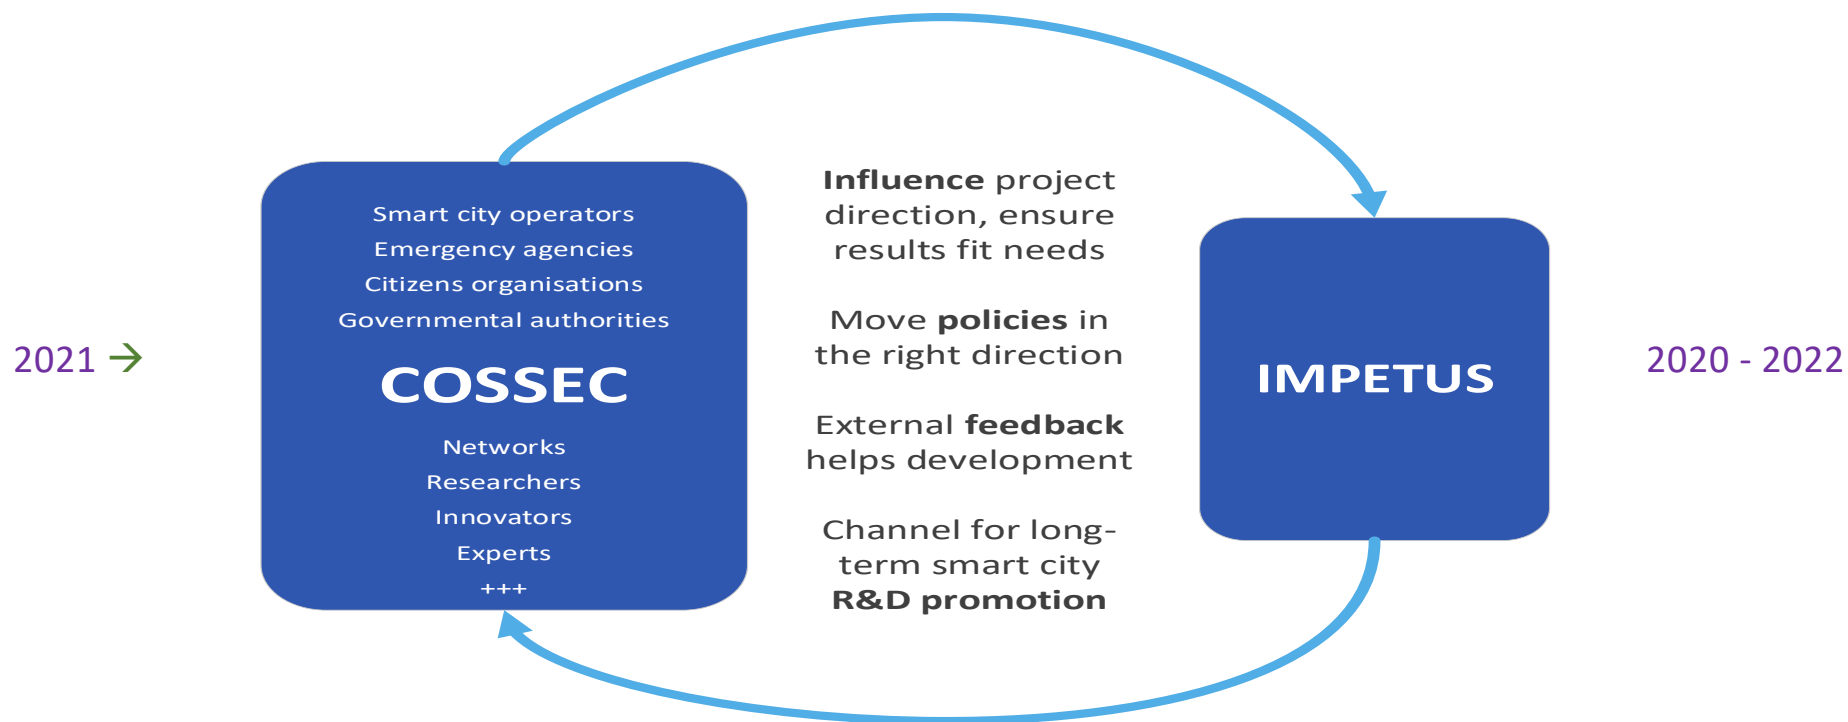 2021 →
Smart city operators
Emergency agencies
Citizens organisations
Governmental authorities
COSSEC
Networks
Researchers
Innovators
Experts
+++
Influence project
direction, ensure
results fit needs
Move policies in
the right direction
External feedback
helps development
Channel for long-
term smart city
R&D promotion
IMPETUS
2020 - 2022